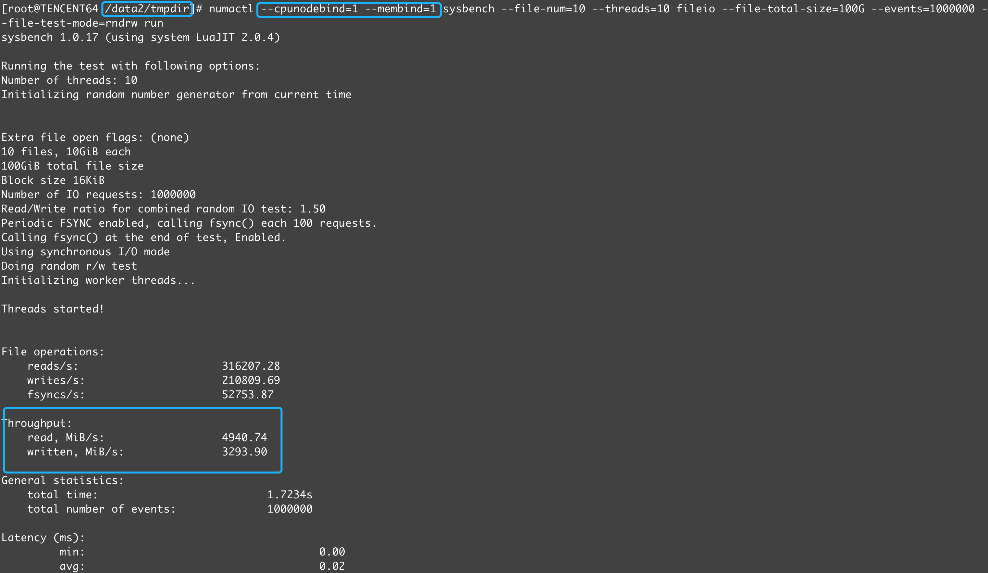 [root@TENCENT64 /data2/tmpdir]# numactl --cpunodebind=1 --membind=1 sysbench --file-num=10 --threads=10 fileio --file-total-size=100G --events=1000000 -
-file-test-mode=rndrw run
sysbench 1.0.17 (using system LuaJIT 2.0.4)
Running the test with following options:
Number of threads: 10
Initializing random number generator from current time
Extra file open flags: (none)
10 files, 10GiB each
100GiB total file size
Block size 16KiB
Number of IO requests: 1000000
Read/Write ratio for combined random IO test: 1.50
Periodic FSYNC enabled, calling fsync() each 100 requests.
Calling fsync() at the end of test, Enabled.
Using synchronous I/O mode
Doing random r/w test
Initializing worker threads...
Threads started!
File operations:
reads/s: 316207.28
writes/s: 210809.69
fsyncs/s: 52753.87
Throughput:
read, MiB/s: 4940.74
written, MiB/s: 3293.90
General statistics:
total time: 1.7234s
total number of events: 1000000
Latency (ms):
min: 0.00
avg: 0.02